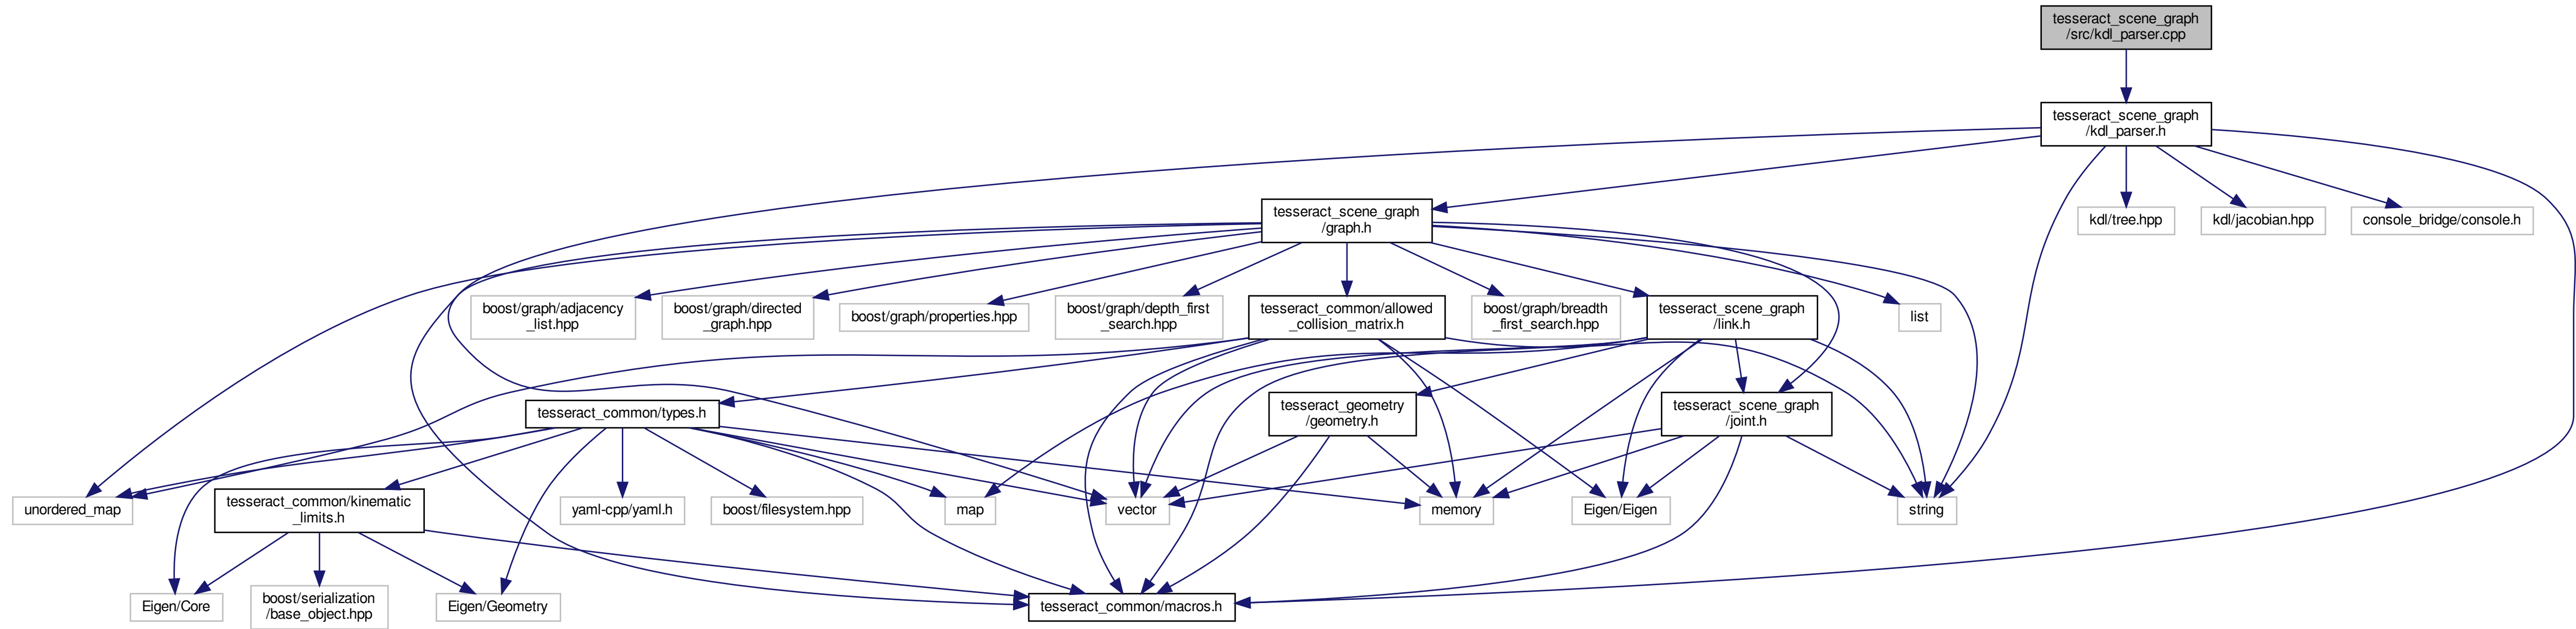 tesseract_scene_graph
/src/kdl_parser.cpp
tesseract_scene_graph
/kdl_parser.h
tesseract_scene_graph
/graph.h
kdl/tree.hpp
kdl/jacobian.hpp
console_bridge/console.h
boost/graph/adjacency
_list.hpp
boost/graph/directed
_graph.hpp
boost/graph/properties.hpp
boost/graph/depth_first
_search.hpp
tesseract_common/allowed
_collision_matrix.h
boost/graph/breadth
_first_search.hpp
tesseract_scene_graph
/link.h
list
tesseract_common/types.h
tesseract_geometry
/geometry.h
tesseract_scene_graph
/joint.h
unordered_map
tesseract_common/kinematic
_limits.h
yaml-cpp/yaml.h
boost/filesystem.hpp
map
vector
memory
Eigen/Eigen
string
Eigen/Core
boost/serialization
/base_object.hpp
Eigen/Geometry
tesseract_common/macros.h